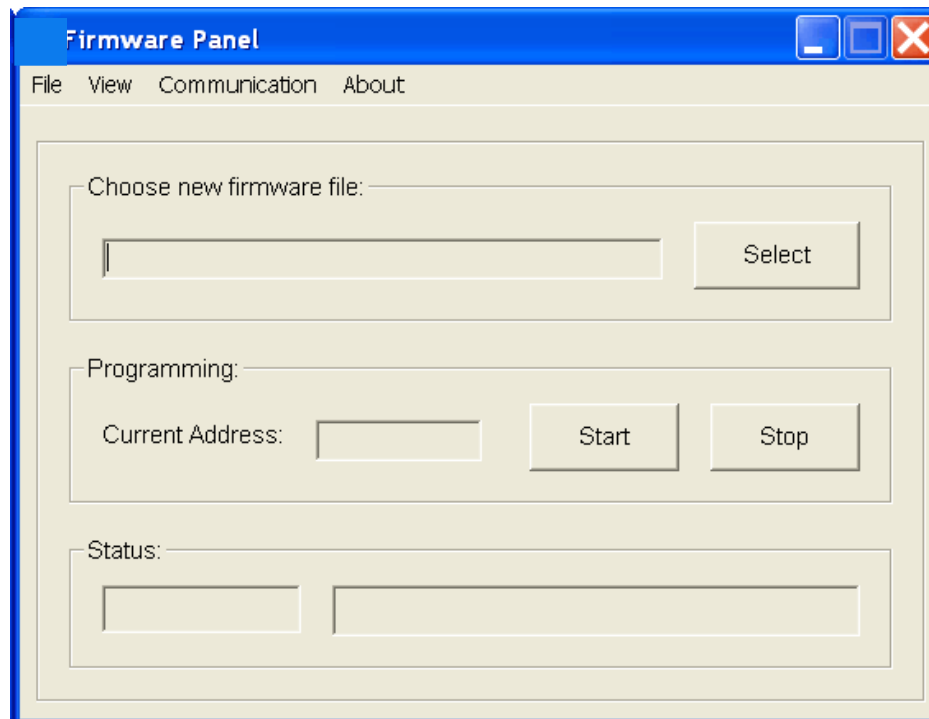 Firmware Panel
File View Communication About
Choose new firmware file:
Select
Programming:
Current Address:
Start
Stop
Status: